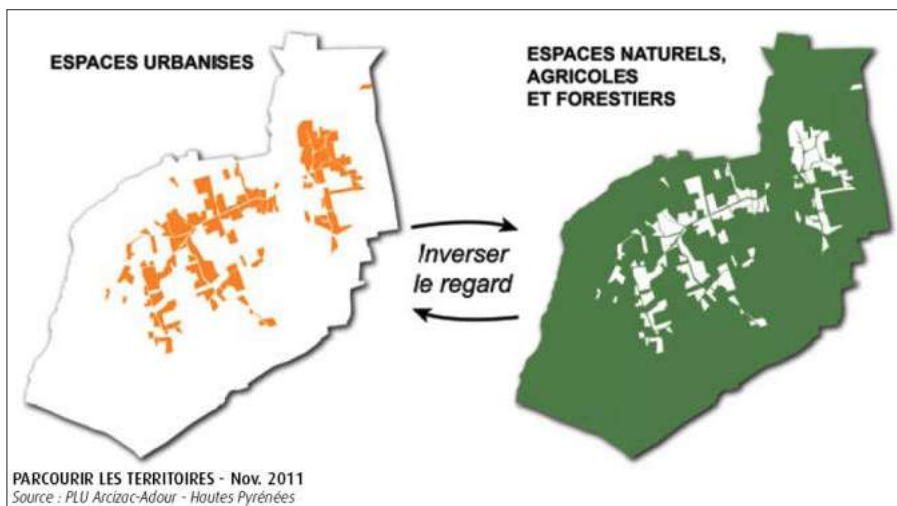 ESPACES URBANISES
ESPACES NATURELS,
AGRICOLES
ET FORESTIERS
Inverser
le regard
PARCOURIR LES TERRITOIRES - Nov. 2011
Source : PLU Arcizac-Adour - Hautes Pyrénées